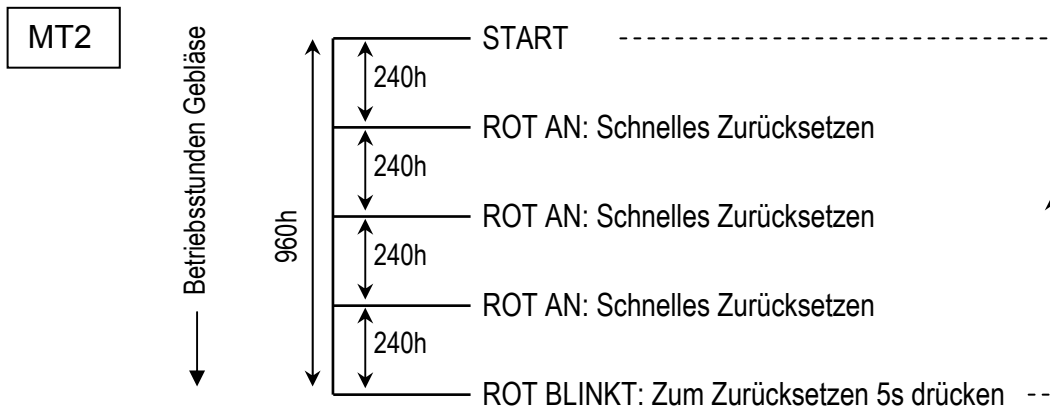 MT2
Betriebsstunden Gebläse
960h
START
240h
ROT AN: Schnelles Zurücksetzen
240h
ROT AN: Schnelles Zurücksetzen
240h
ROT AN: Schnelles Zurücksetzen
240h
ROT BLINKT: Zum Zurücksetzen 5s drücken